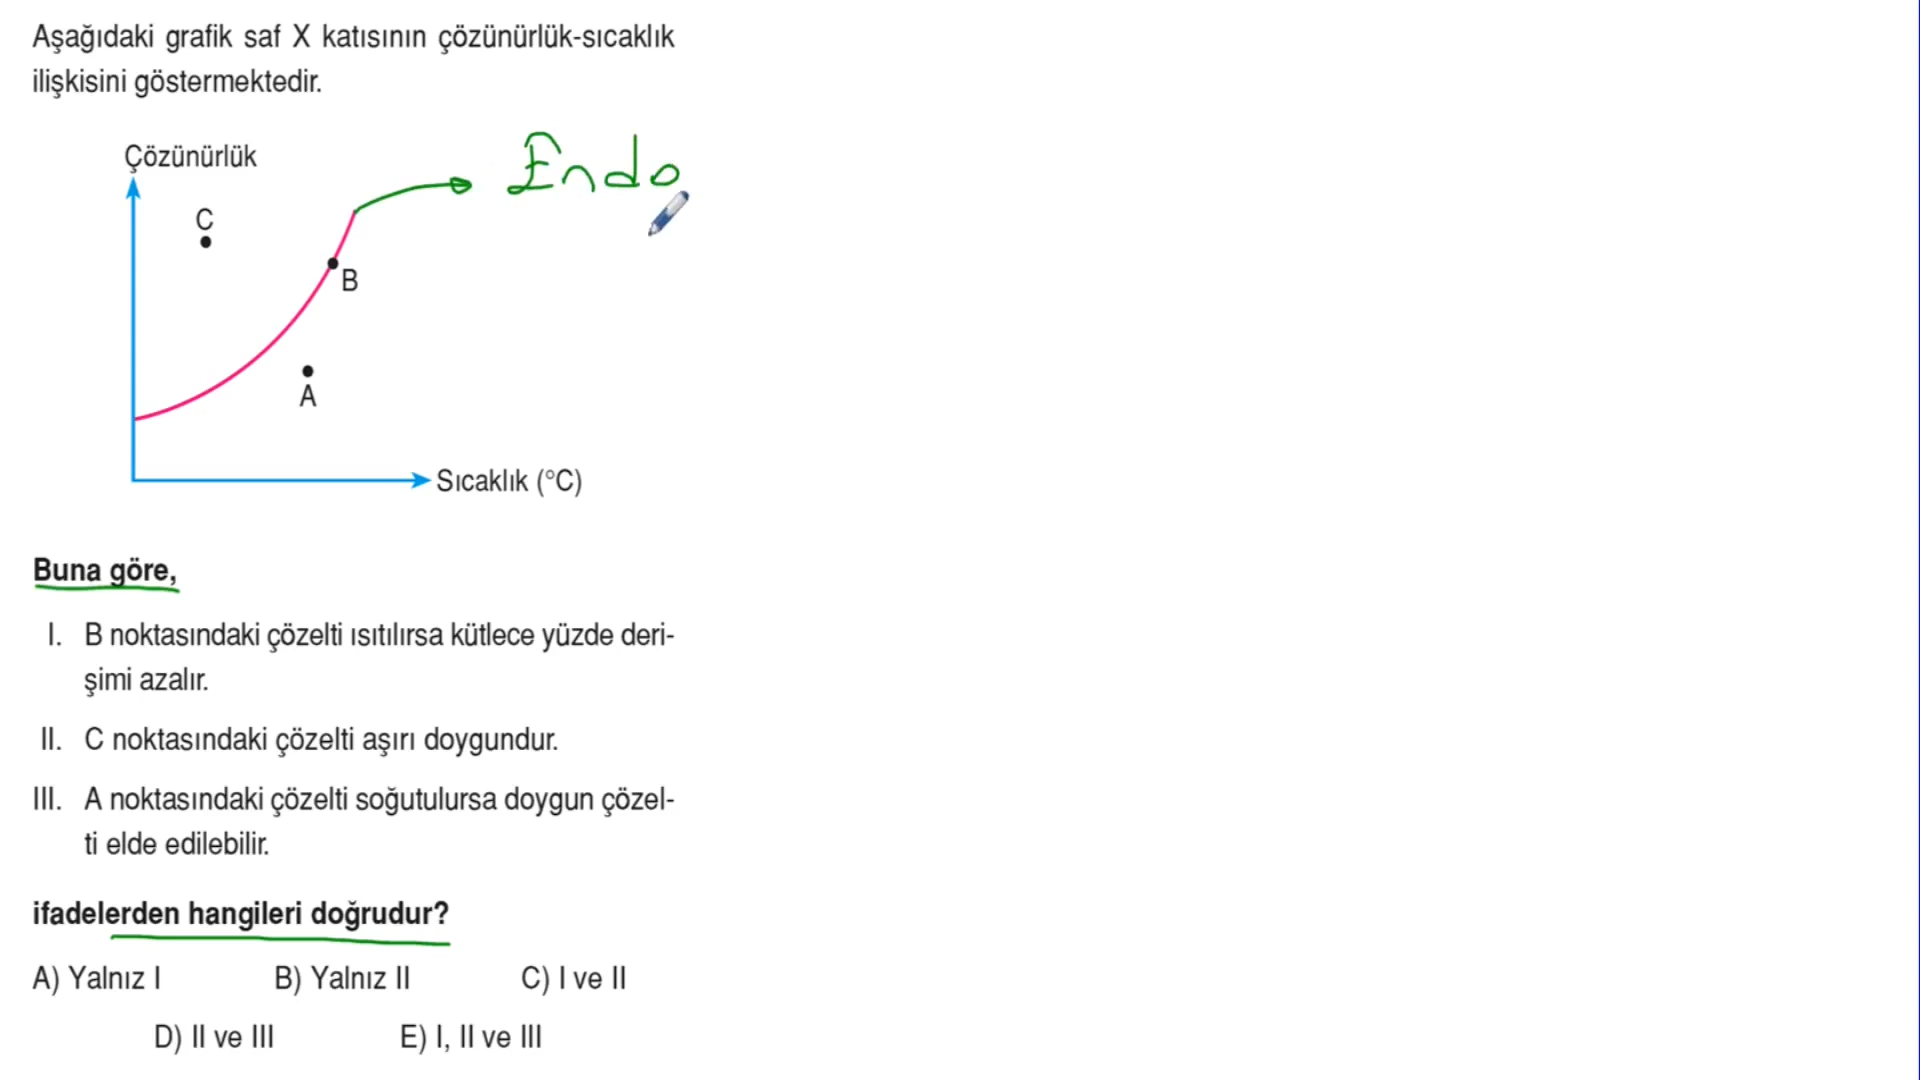 Aşağıdaki grafik saf X katısının çözünürlük-sıcaklık
ilişkisini göstermektedir.
Çözünürlük
Endo
C
B
A
Sıcaklık (°C)
Buna göre,
I. B noktasındaki çözelti ısıtılırsa kütlece yüzde deri-
şimi azalır.
II. C noktasındaki çözelti aşırı doygundur.
III. A noktasındaki çözelti soğutulursa doygun çözel-
ti elde edilebilir.
ifadelerden hangileri doğrudur?
A) Yalnız I B) Yalnız II C) I ve II
D) II ve III E) I, II ve III